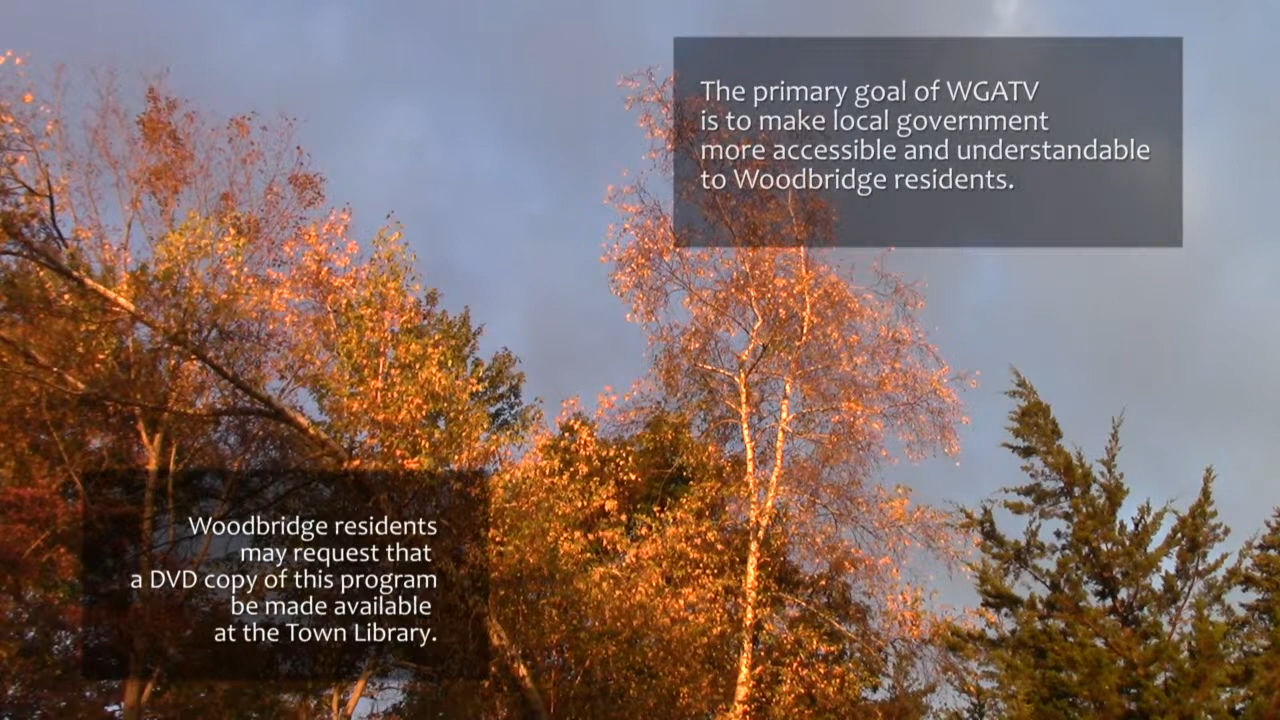 The primary goal of WGATV
is to make local government
more accessible and understandable
to Woodbridge residents.
Woodbridge residents
may request that
a DVD copy of this program
be made available
at the Town Library.